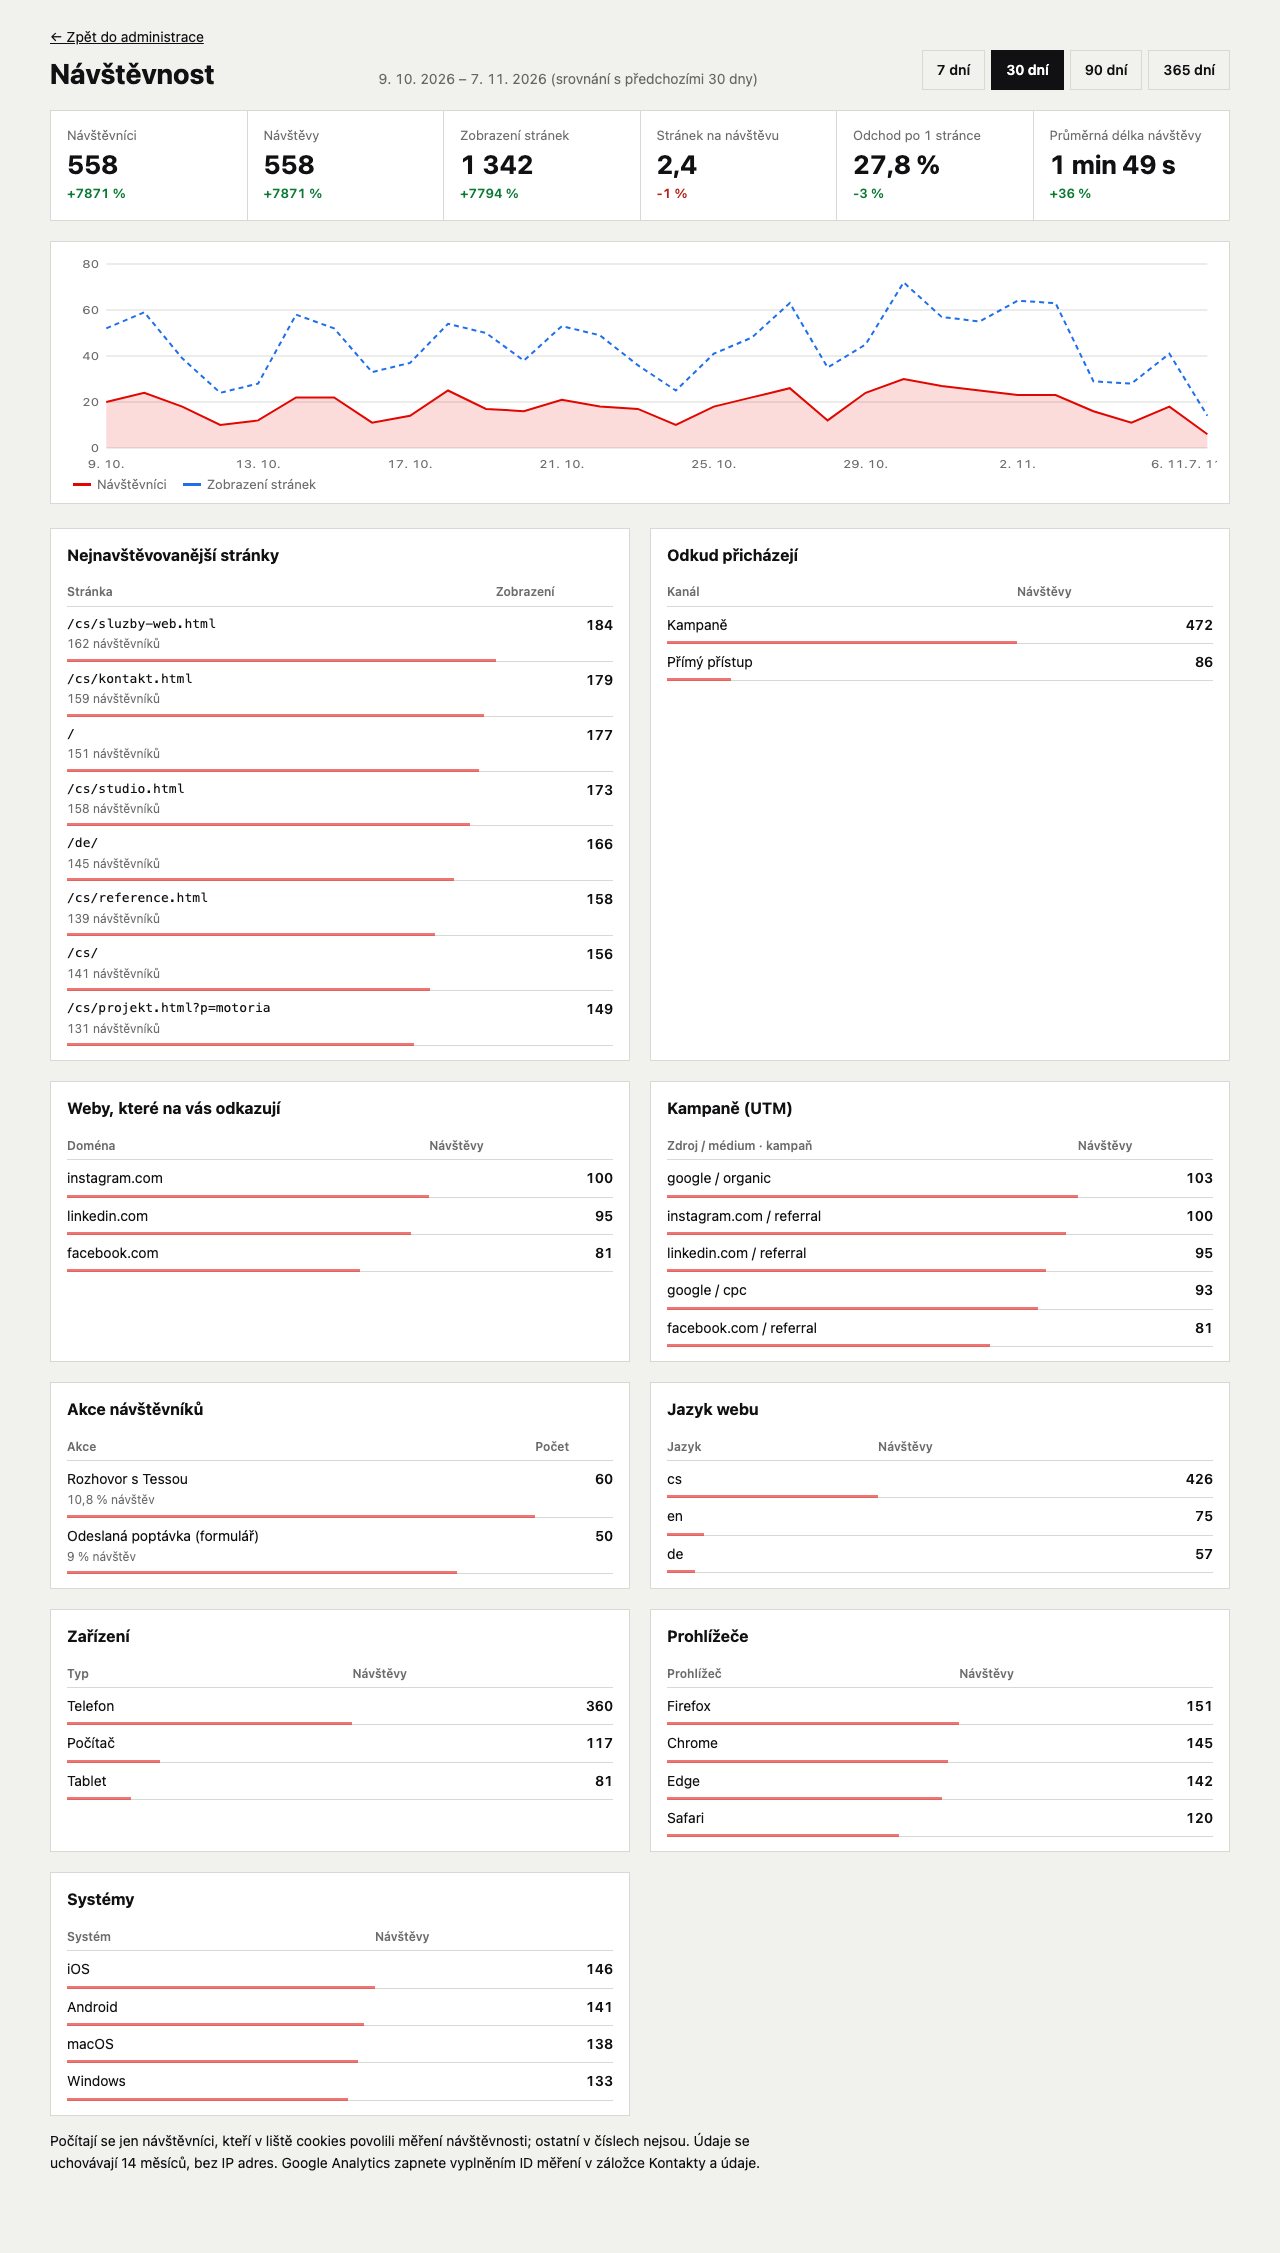 ← Zpět do administrace
Návštěvnost
9. 10. 2026 – 7. 11. 2026 (srovnání s předchozími 30 dny)
7 dní
30 dní
90 dní
365 dní
Návštěvníci
558
+7871 %
Návštěvy
558
+7871 %
Zobrazení stránek
1 342
+7794 %
Stránek na návštěvu
2,4
-1 %
Odchod po 1 stránce
27,8 %
-3 %
Průměrná délka návštěvy
1 min 49 s
+36 %
80
60
40
20
0
9. 10. 13. 10. 17. 10. 21. 10. 25. 10. 29. 10. 2. 11. 6. 11. 7. 1
Návštěvníci Zobrazení stránek
Nejnavštěvovanější stránky
Stránka Zobrazení
/cs/sluzby-web.html 184
162 návštěvníků
/cs/kontakt.html 179
159 návštěvníků
/ 177
151 návštěvníků
/cs/studio.html 173
158 návštěvníků
/de/ 166
145 návštěvníků
/cs/reference.html 158
139 návštěvníků
/cs/ 156
141 návštěvníků
/cs/projekt.html?p=motoria 149
131 návštěvníků
Odkud přicházejí
Kanál Návštěvy
Kampaně 472
Přímý přístup 86
Weby, které na vás odkazují
Doména Návštěvy
instagram.com 100
linkedin.com 95
facebook.com 81
Kampaně (UTM)
Zdroj / médium · kampaň Návštěvy
google / organic 103
instagram.com / referral 100
linkedin.com / referral 95
google / cpc 93
facebook.com / referral 81
Akce návštěvníků
Akce Počet
Rozhovor s Tessou 60
10,8 % návštěv
Odeslaná poptávka (formulář) 50
9 % návštěv
Jazyk webu
Jazyk Návštěvy
cs 426
en 75
de 57
Zařízení
Typ Návštěvy
Telefon 360
Počítač 117
Tablet 81
Prohlížeče
Prohlížeč Návštěvy
Firefox 151
Chrome 145
Edge 142
Safari 120
Systémy
Systém Návštěvy
iOS 146
Android 141
macOS 138
Windows 133
Počítají se jen návštěvníci, kteří v liště cookies povolili měření návštěvnosti; ostatní v číslech nejsou. Údaje se
uchovávají 14 měsíců, bez IP adres. Google Analytics zapnete vyplněním ID měření v záložce Kontakty a údaje.